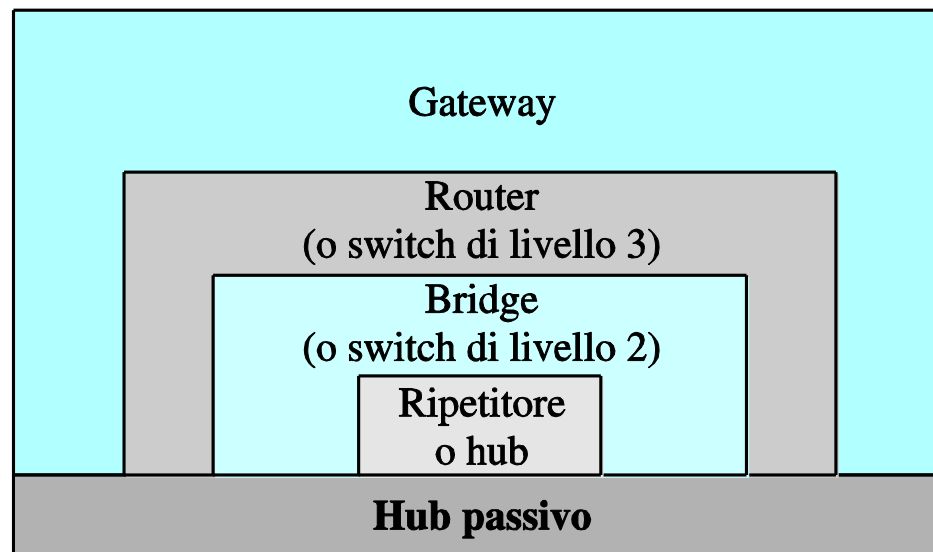 Gateway
Router
(o switch di livello 3)
Bridge
(o switch di livello 2)
Ripetitore
o hub
Hub passivo